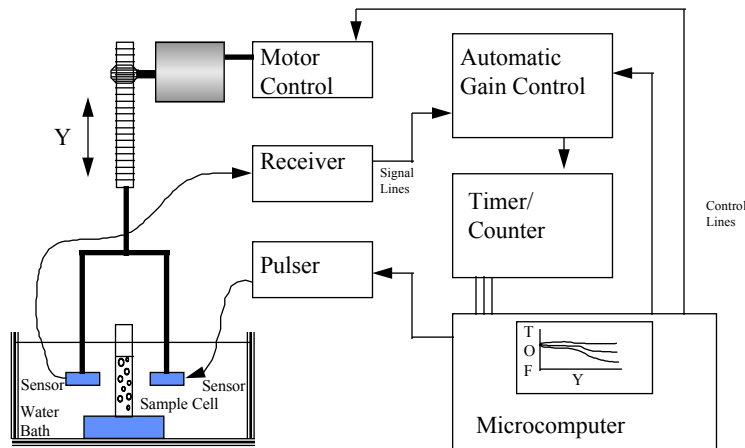 Motor
Control
Automatic
Gain Control
Y
Receiver
Signal
Lines
Timer/
Counter
Control
Lines
Pulser
T
O
F
Y
Sensor
Sensor
Sample Cell
Water
Bath
Microcomputer